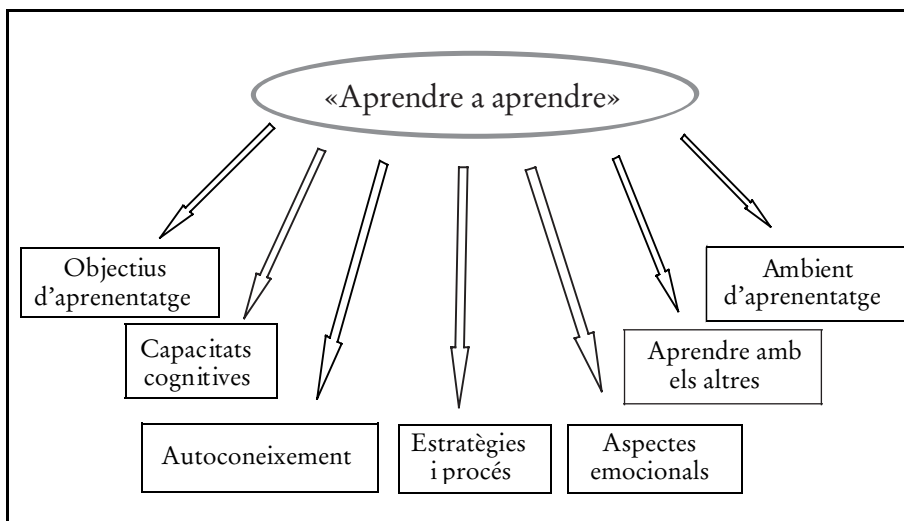 «Aprendre a aprendre»
Objectius
d’aprenentatge
Capacitats
cognitives
Autoconeixement
Estratègies
i procés
Aspectes
emocionals
Aprendre amb
els altres
Ambient
d’aprenentatge